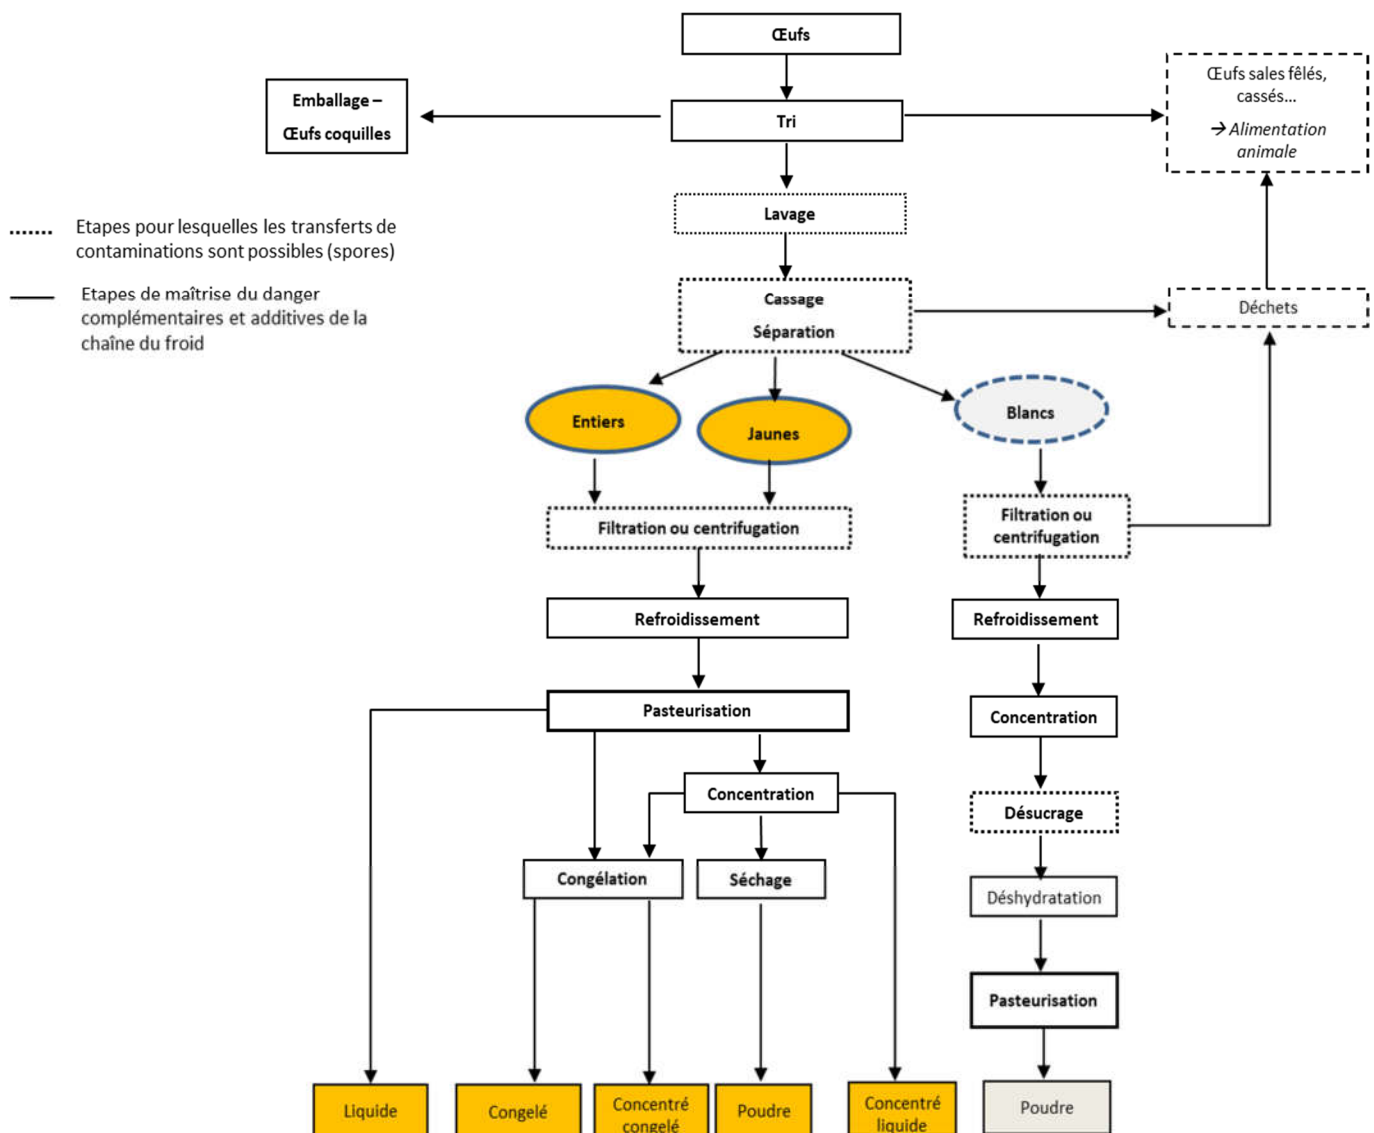 Œufs
Emballage –
Œufs coquilles
Tri
Œufs sales fêlés,
cassés...
→ Alimentation
animale
Lavage
Etapes pour lesquelles les transferts de
contaminations sont possibles (spores)
Etapes de maîtrise du danger
complémentaires et additives de la
chaîne du froid
Cassage
Séparation
Déchets
Entiers
Jaunes
Blancs
Filtration ou centrifugation
Filtration ou
centrifugation
Refroidissement
Refroidissement
Pasteurisation
Concentration
Concentration
Désucrage
Congélation
Séchage
Déshydratation
Pasteurisation
Liquide
Congelé
Concentré
congelé
Poudre
Concentré
liquide
Poudre